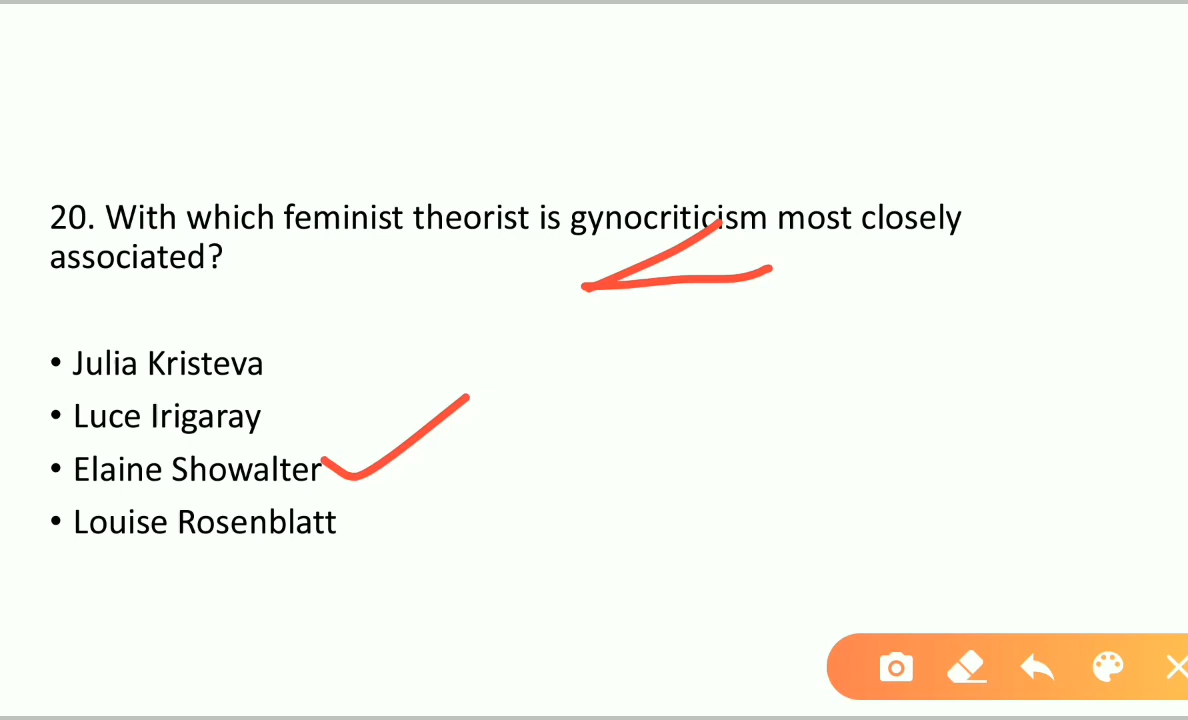 20. With which feminist theorist is gynocriticism most closely
associated?
• Julia Kristeva
• Luce Irigaray
• Elaine Showalter
• Louise Rosenblatt